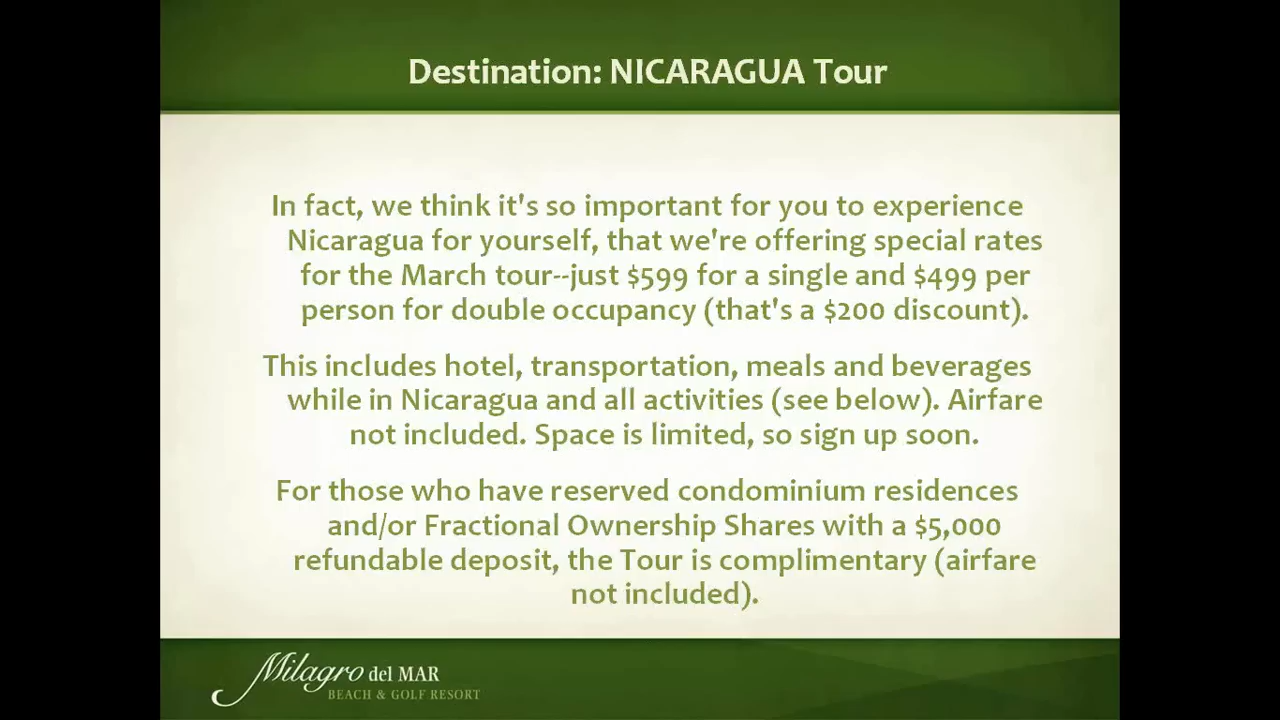 Destination: NICARAGUA Tour
In fact, we think it's so important for you to experience
Nicaragua for yourself, that we're offering special rates
for the March tour--just $599 for a single and $499 per
person for double occupancy (that's a $200 discount).
This includes hotel, transportation, meals and beverages
while in Nicaragua and all activities (see below). Airfare
not included. Space is limited, so sign up soon.
For those who have reserved condominium residences
and/or Fractional Ownership Shares with a $5,000
refundable deposit, the Tour is complimentary (airfare
not included).
Milagro del MAR
BEACH & GOLF RESORT